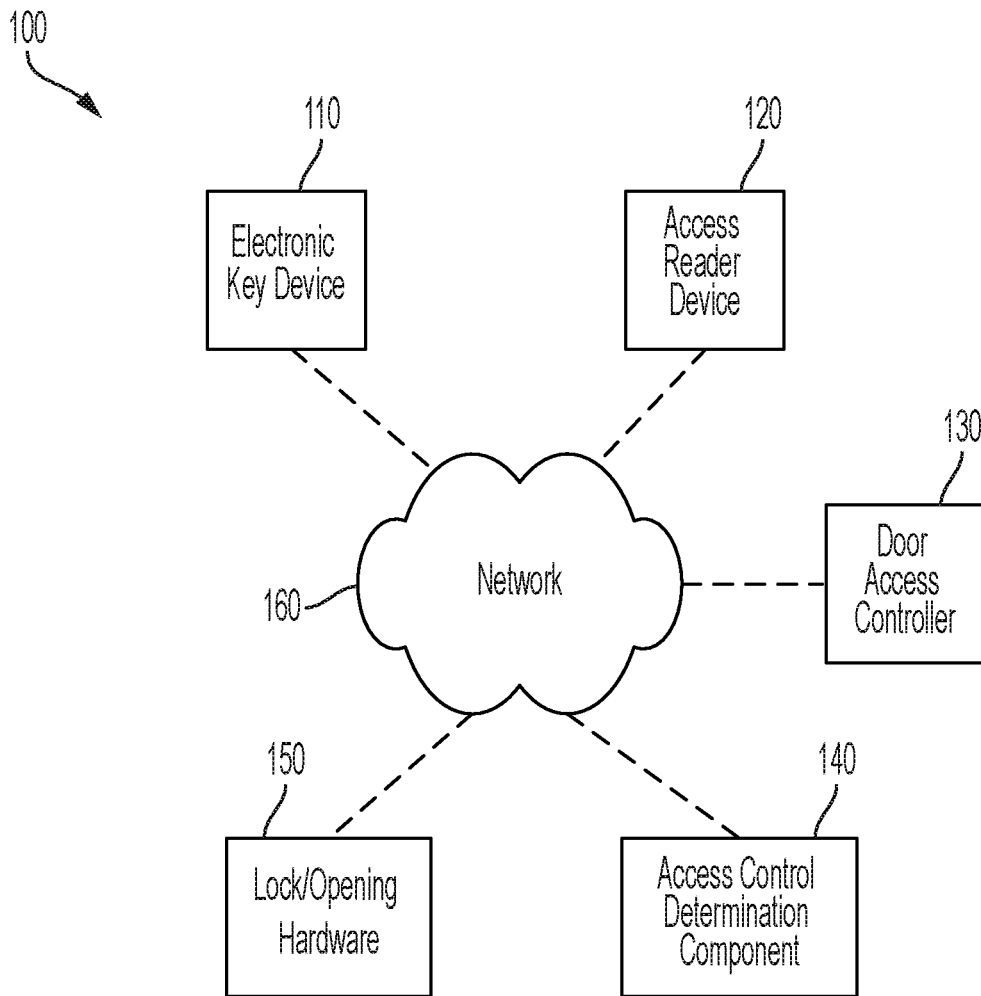 100
110
120
Electronic
Key Device
Access
Reader
Device
130
Door
Access
Controller
Network
160
150
140
Lock/Opening
Hardware
Access Control
Determination
Component